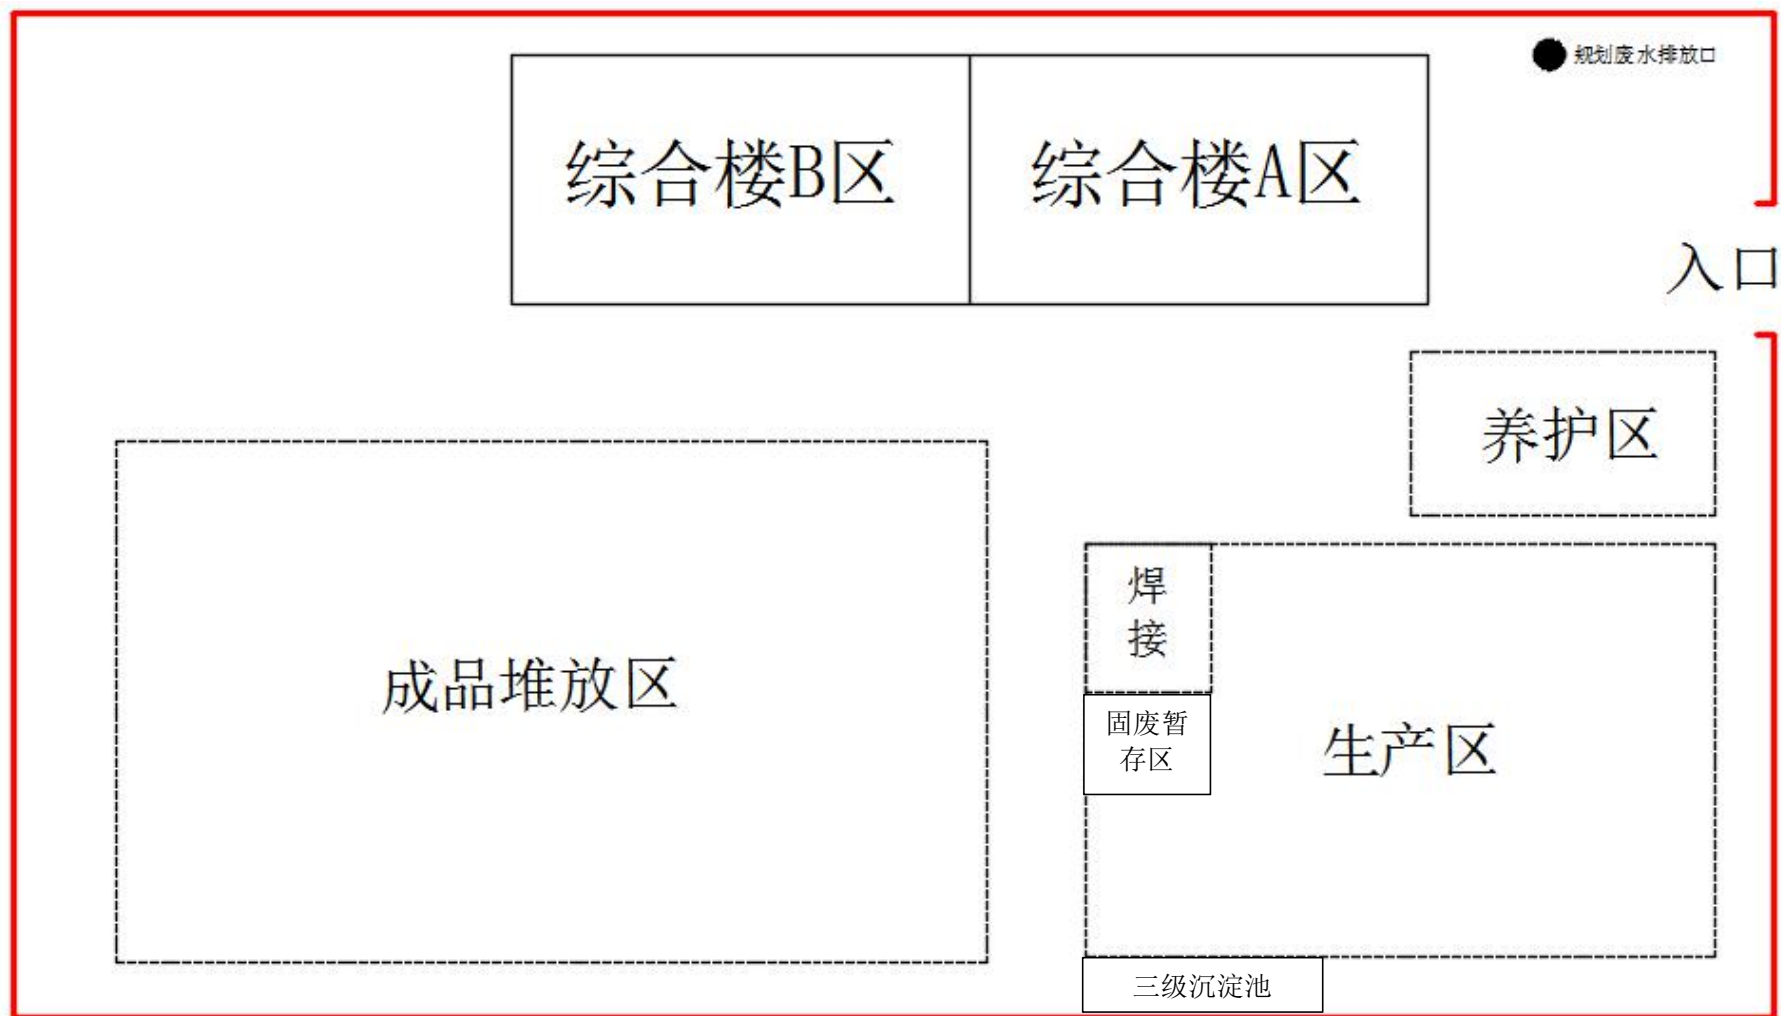 规划废水排放口
综合楼B区
综合楼A区
入口
养护区
焊
接
成品堆放区
固废暂
存区
生产区
三级沉淀池